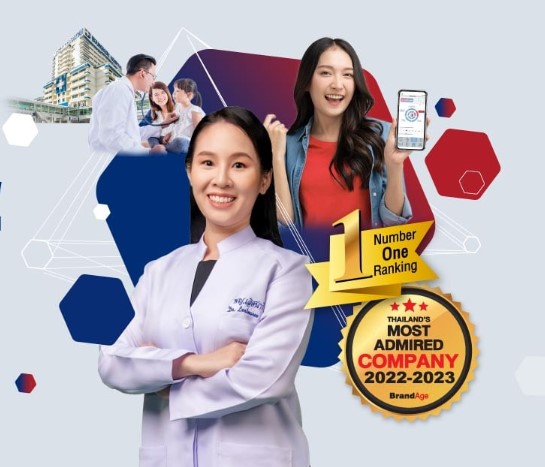 1
Number
One
Ranking
THAILAND'S
MOST
ADMIRED
COMPANY
2022-2023
BrandAge